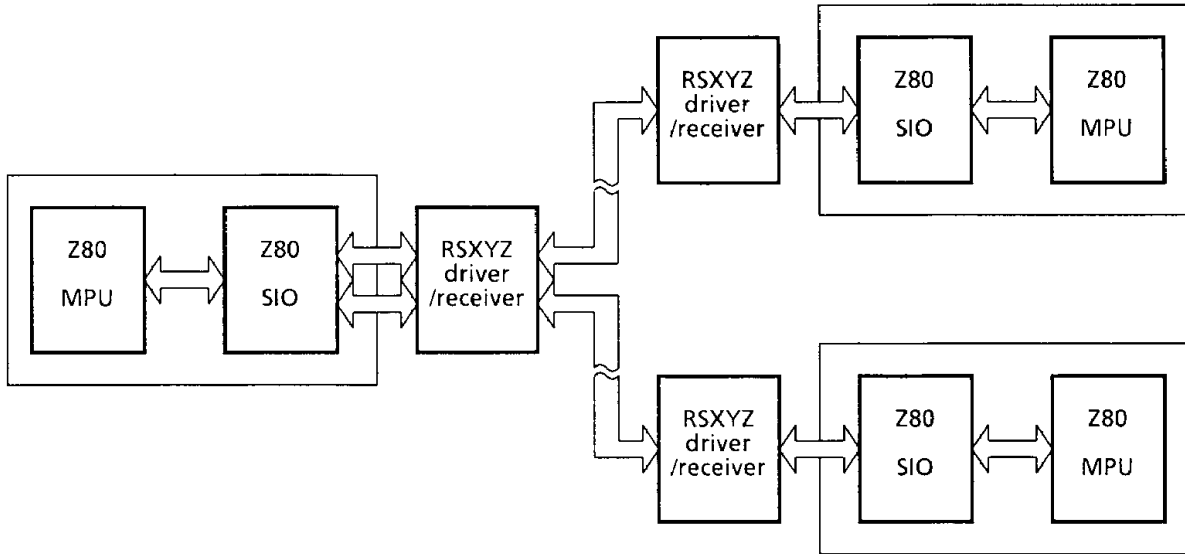 RSXYZ
driver
/receiver
Z80
SIO
Z80
MPU
Z80
MPU
Z80
SIO
RSXYZ
driver
/receiver
RSXYZ
driver
/receiver
Z80
SIO
Z80
MPU